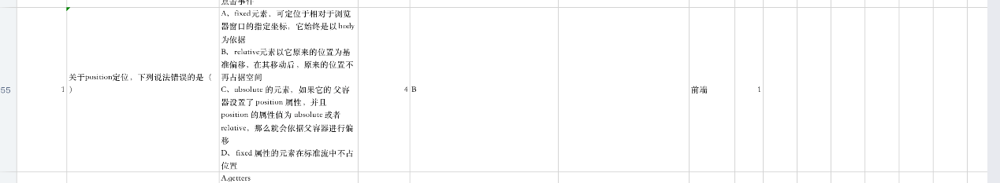 点击事件
A、fixed元素，可定位于相对于浏览
器窗口的指定坐标，它始终是以 body
为依据
B、relative元素以它原来的位置为基
准偏移，在其移动后，原来的位置不
再占据空间
C、absolute 的元素，如果它的 父容
器设置了 position 属性，并且
position 的属性值为 absolute 或者
relative，那么就会依据父容器进行偏
移
D、 fixed 属性的元素在标准流中不占
位置
55
1
关于position定位，下列说法错误的是（
）
4
B
前端
1
A.getters